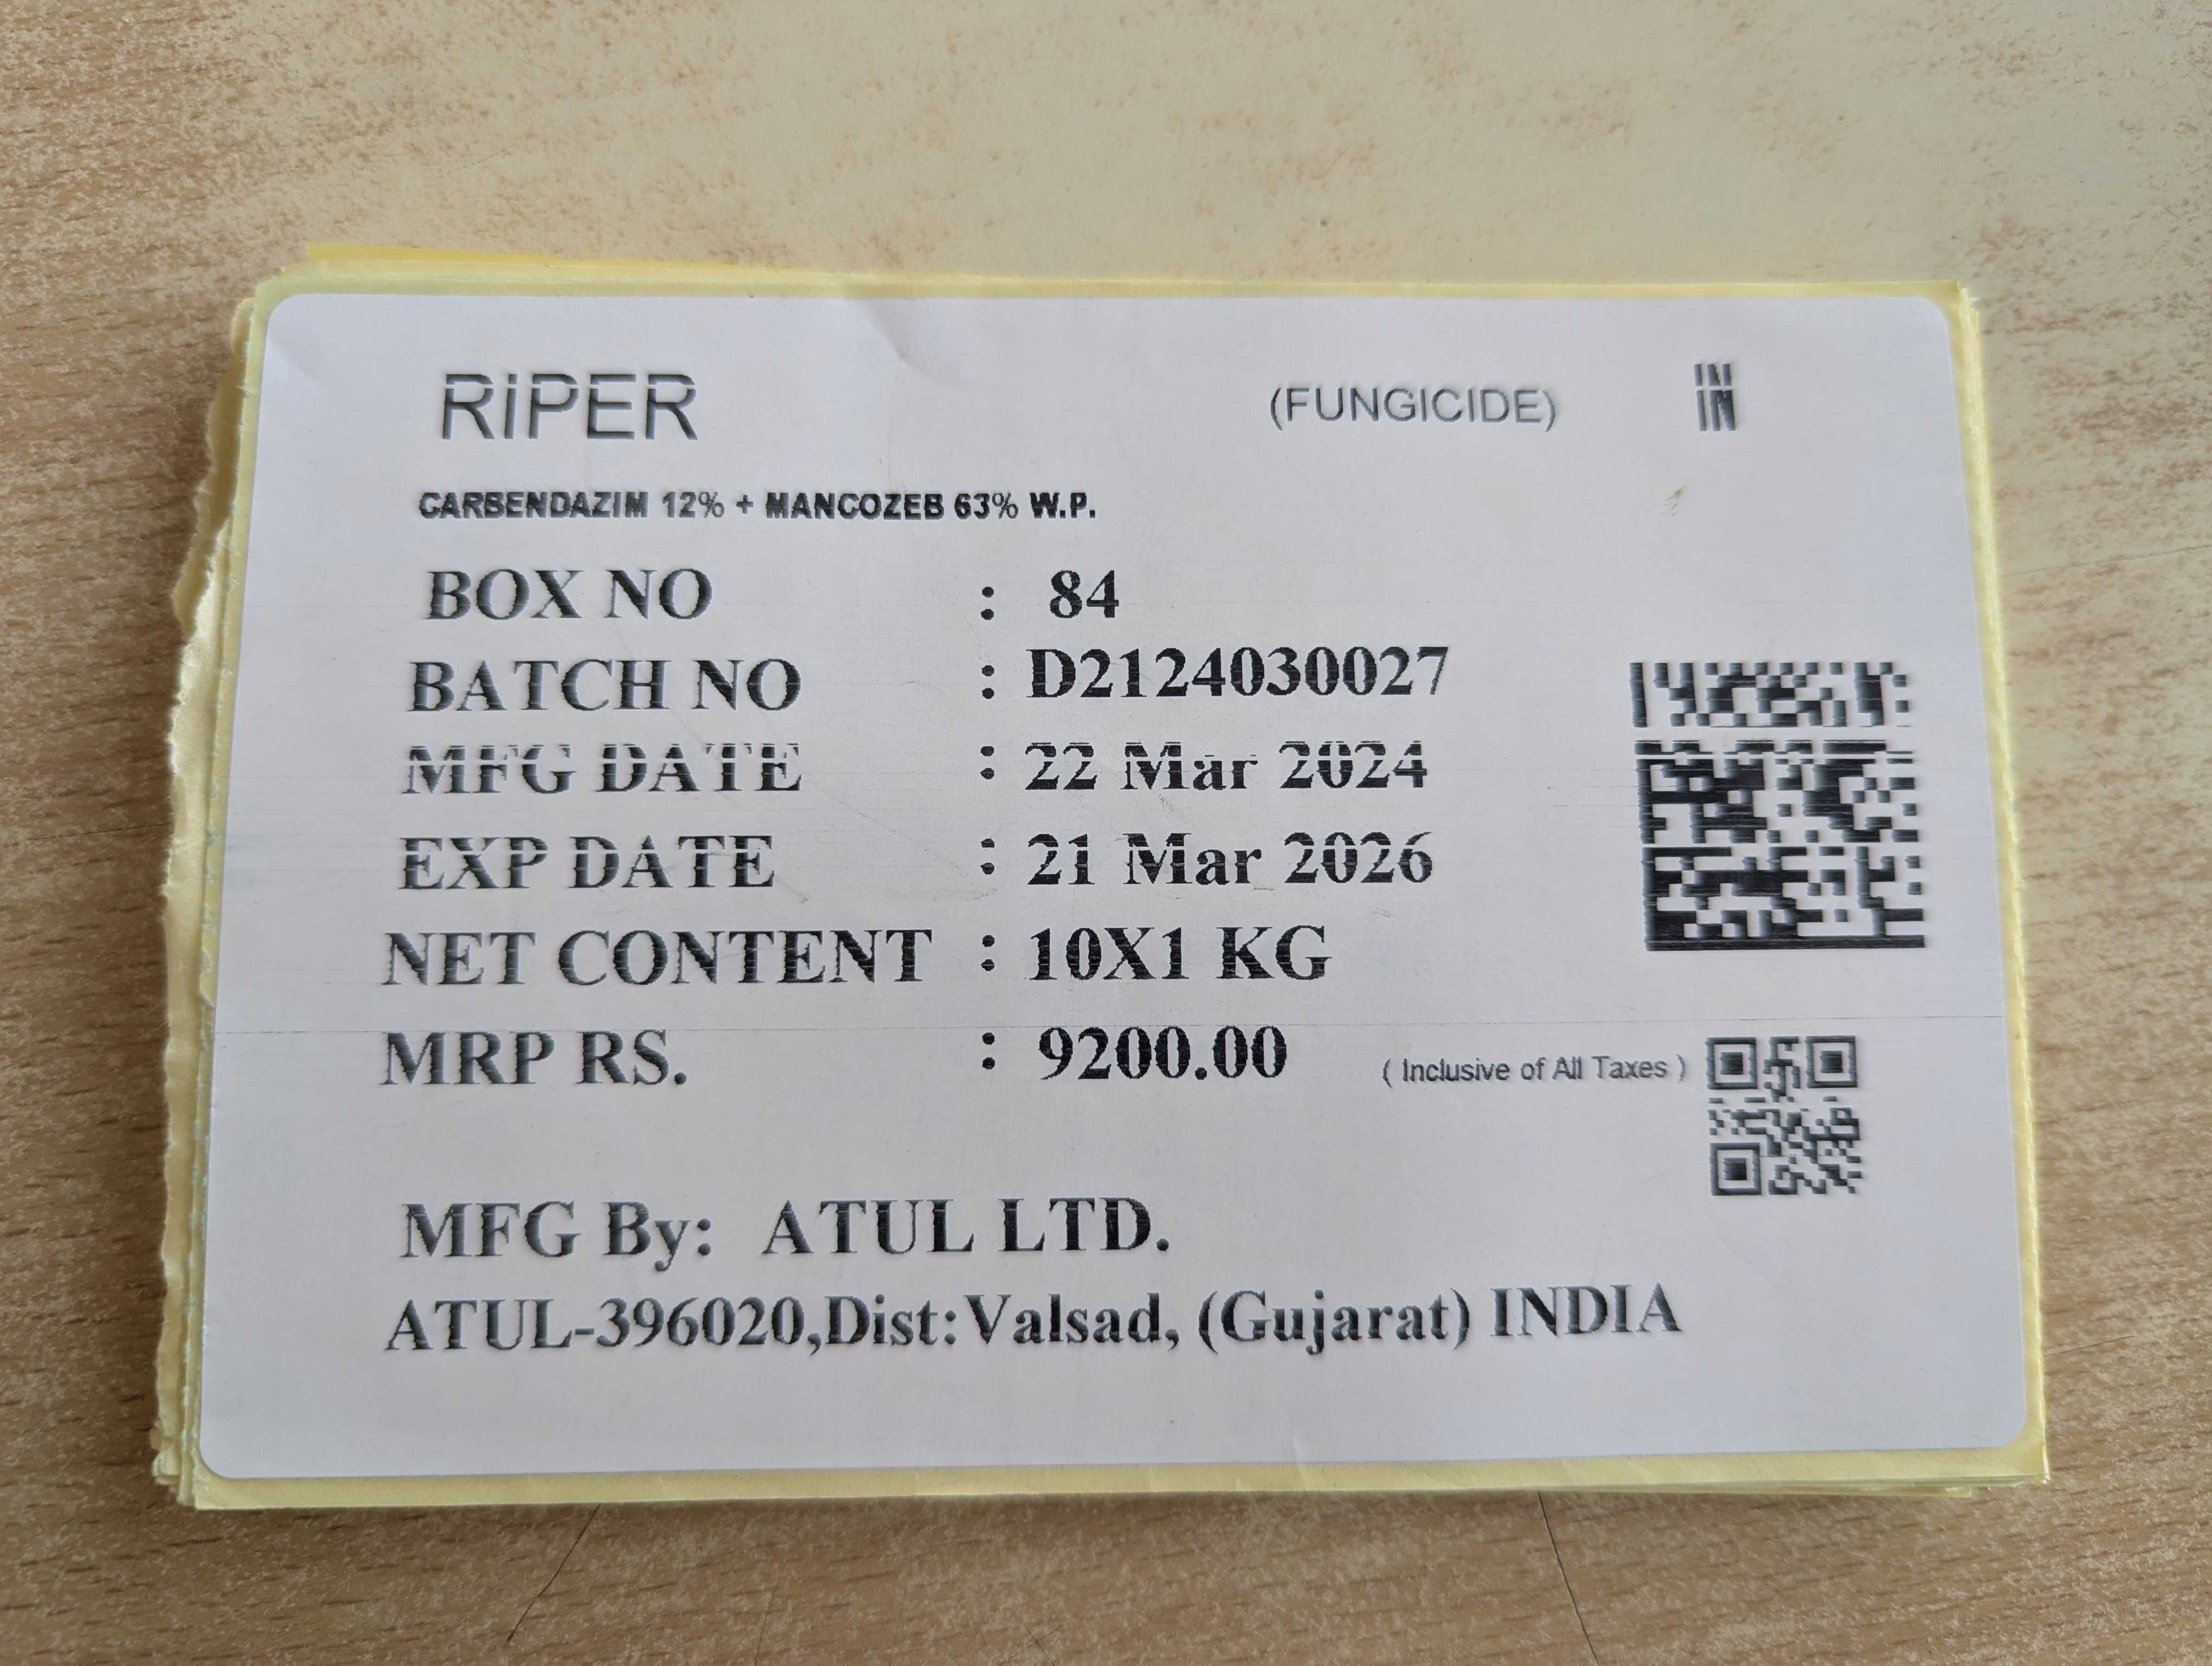 RiPER (FUNGICIDE) IN
IN
CARBENDAZIM 12% + MANCOZEB 63% W.P.
BOX NO : 84
BATCH NO : D2124030027
MFG DATE : 22 Mar 2024
EXP DATE : 21 Mar 2026
NET CONTENT : 10X1 KG
MRP RS. : 9200.00 ( Inclusive of All Taxes )
MFG By: ATUL LTD.
ATUL-396020,Dist:Valsad, (Gujarat) INDIA